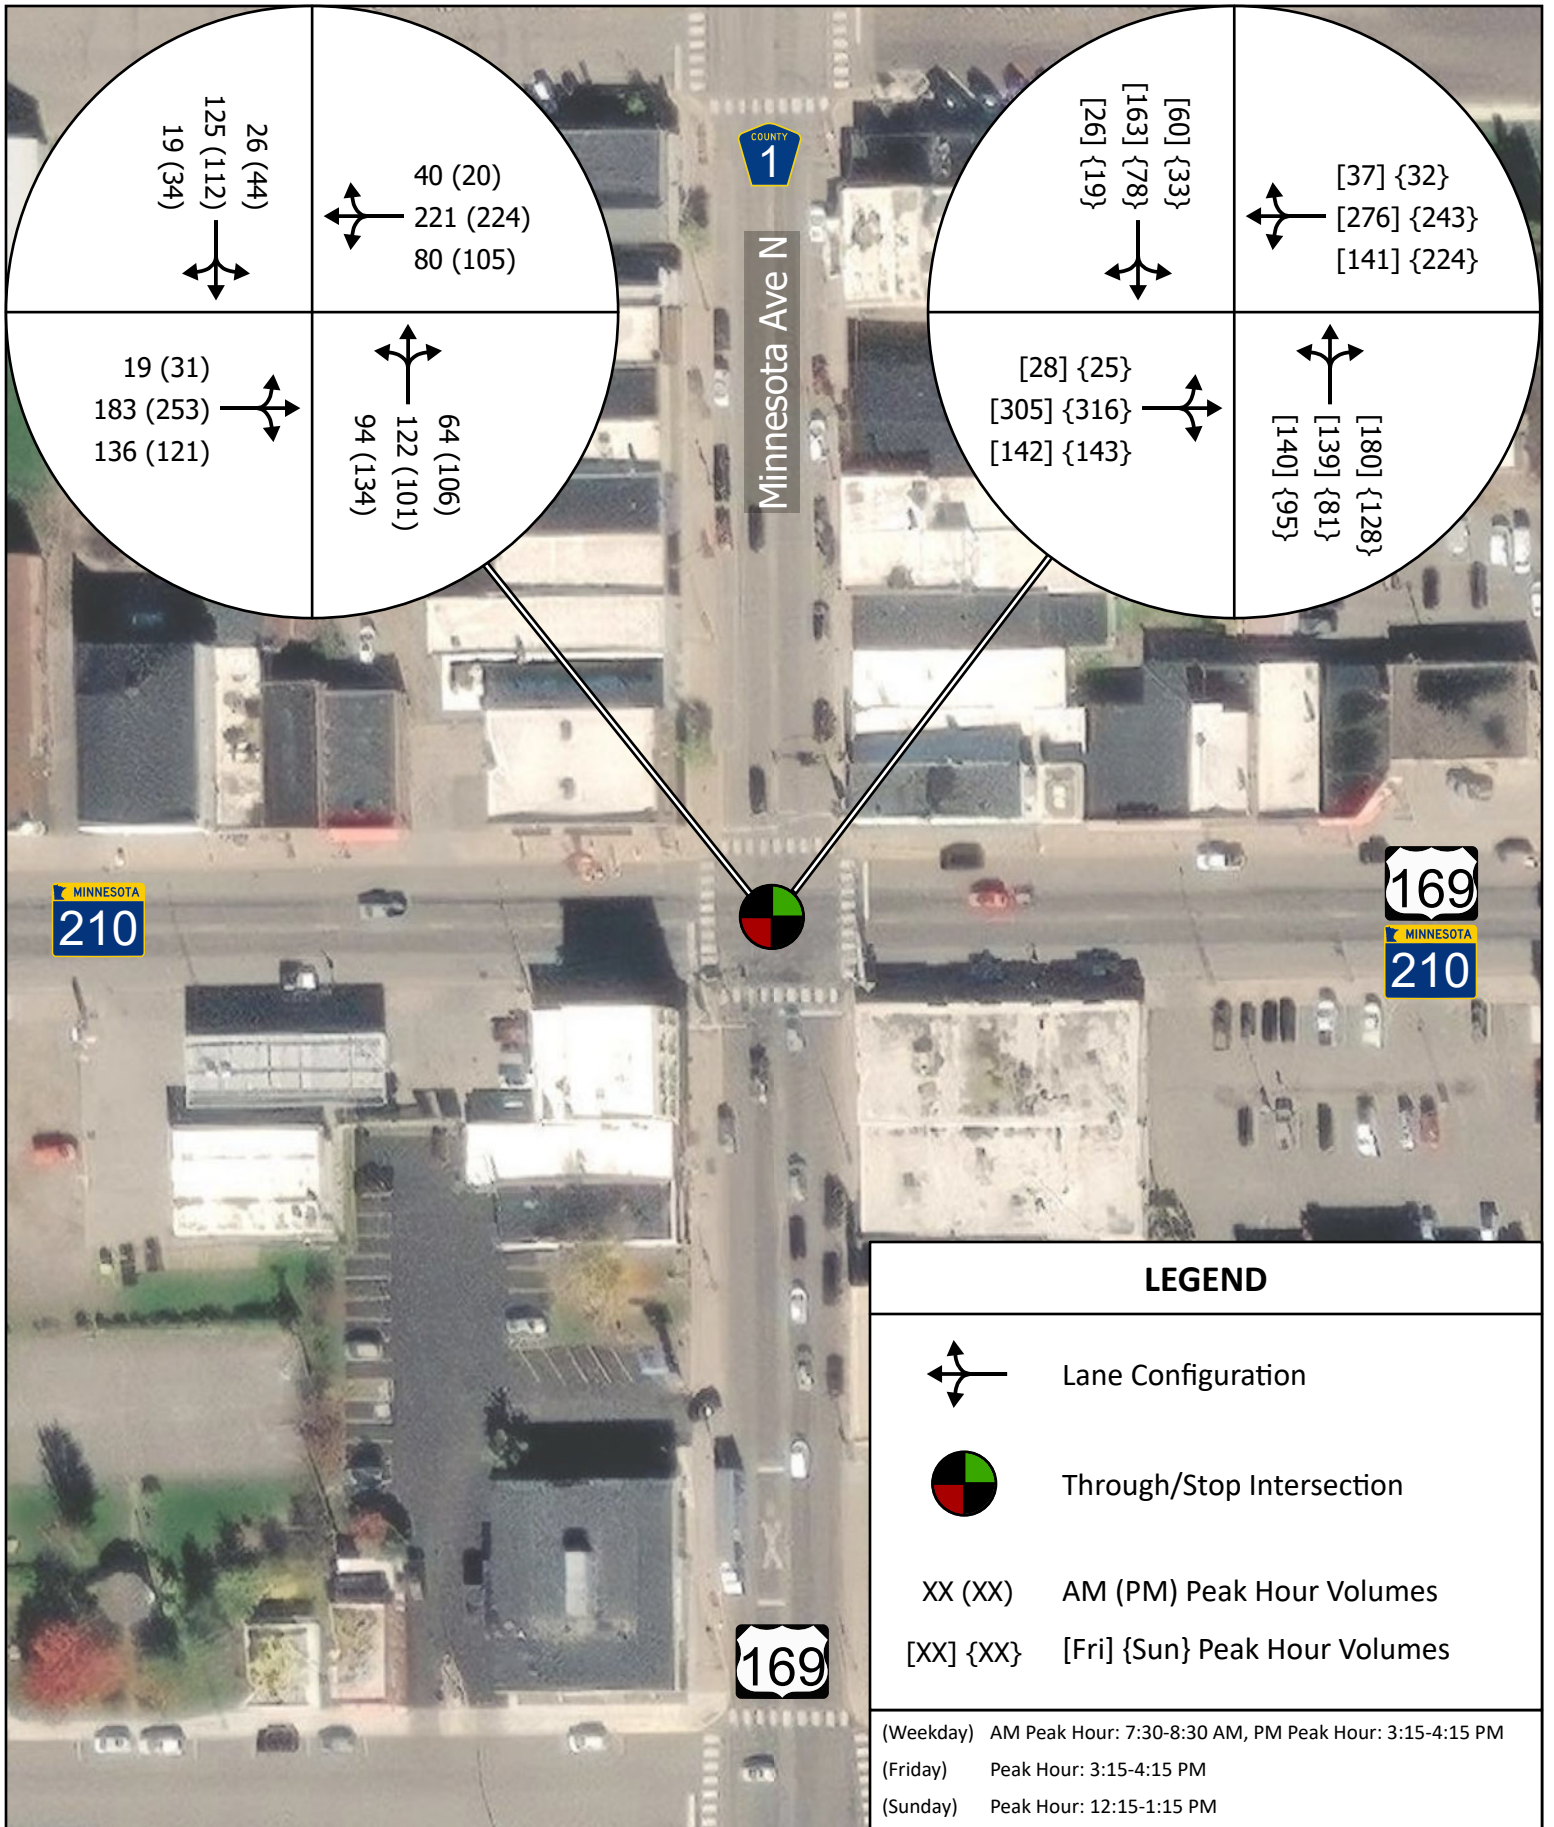 26 (44)
125 (112)
19 (34)
40 (20)
221 (224)
80 (105)
19 (31)
183 (253)
136 (121)
64 (106)
122 (101)
94 (134)
COUNTY
1
Minnesota Ave N
[60] {33}
[163] {78}
[26] {19}
[37] {32}
[276] {243}
[141] {224}
[28] {25}
[305] {316}
[142] {143}
[180] {128}
[139] {81}
[140] {95}
MINNESOTA
210
169
MINNESOTA
210
169
LEGEND
Lane Configuration
Through/Stop Intersection
XX (XX) AM (PM) Peak Hour Volumes
[XX] {XX} [Fri] {Sun} Peak Hour Volumes
(Weekday) AM Peak Hour: 7:30-8:30 AM, PM Peak Hour: 3:15-4:15 PM
(Friday) Peak Hour: 3:15-4:15 PM
(Sunday) Peak Hour: 12:15-1:15 PM